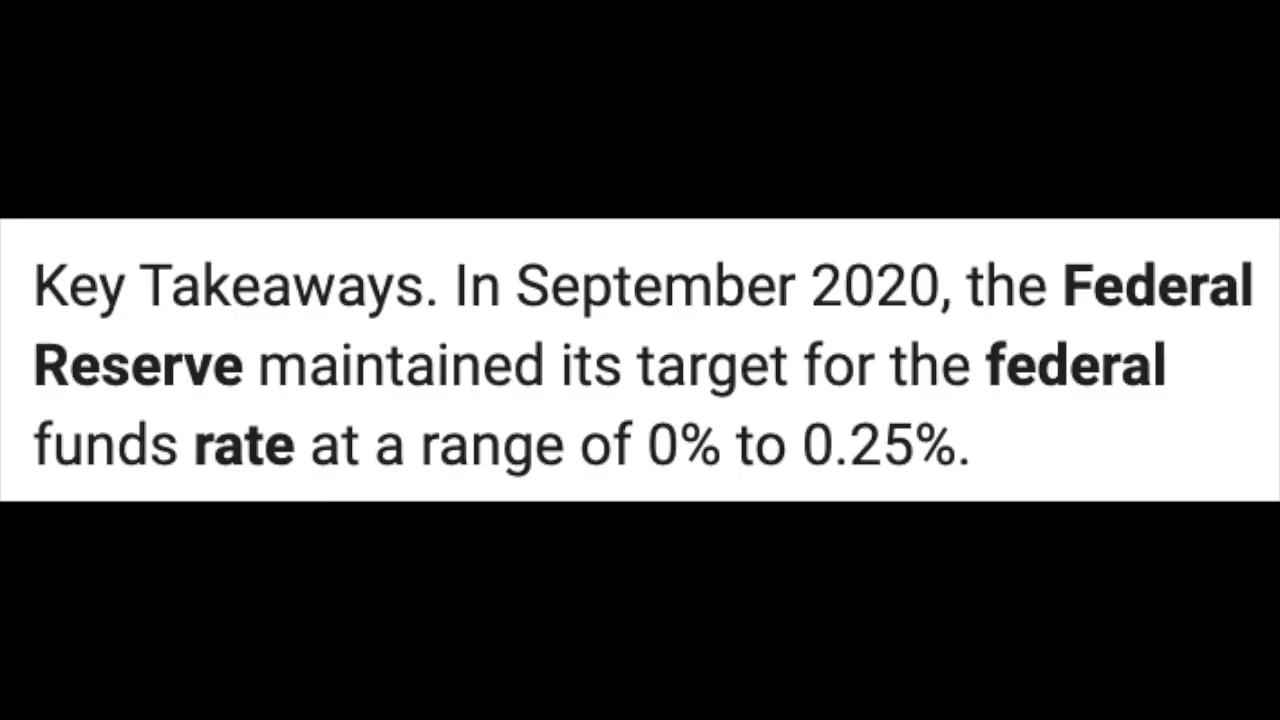 Key Takeaways. In September 2020, the Federal
Reserve maintained its target for the federal
funds rate at a range of 0% to 0.25%.